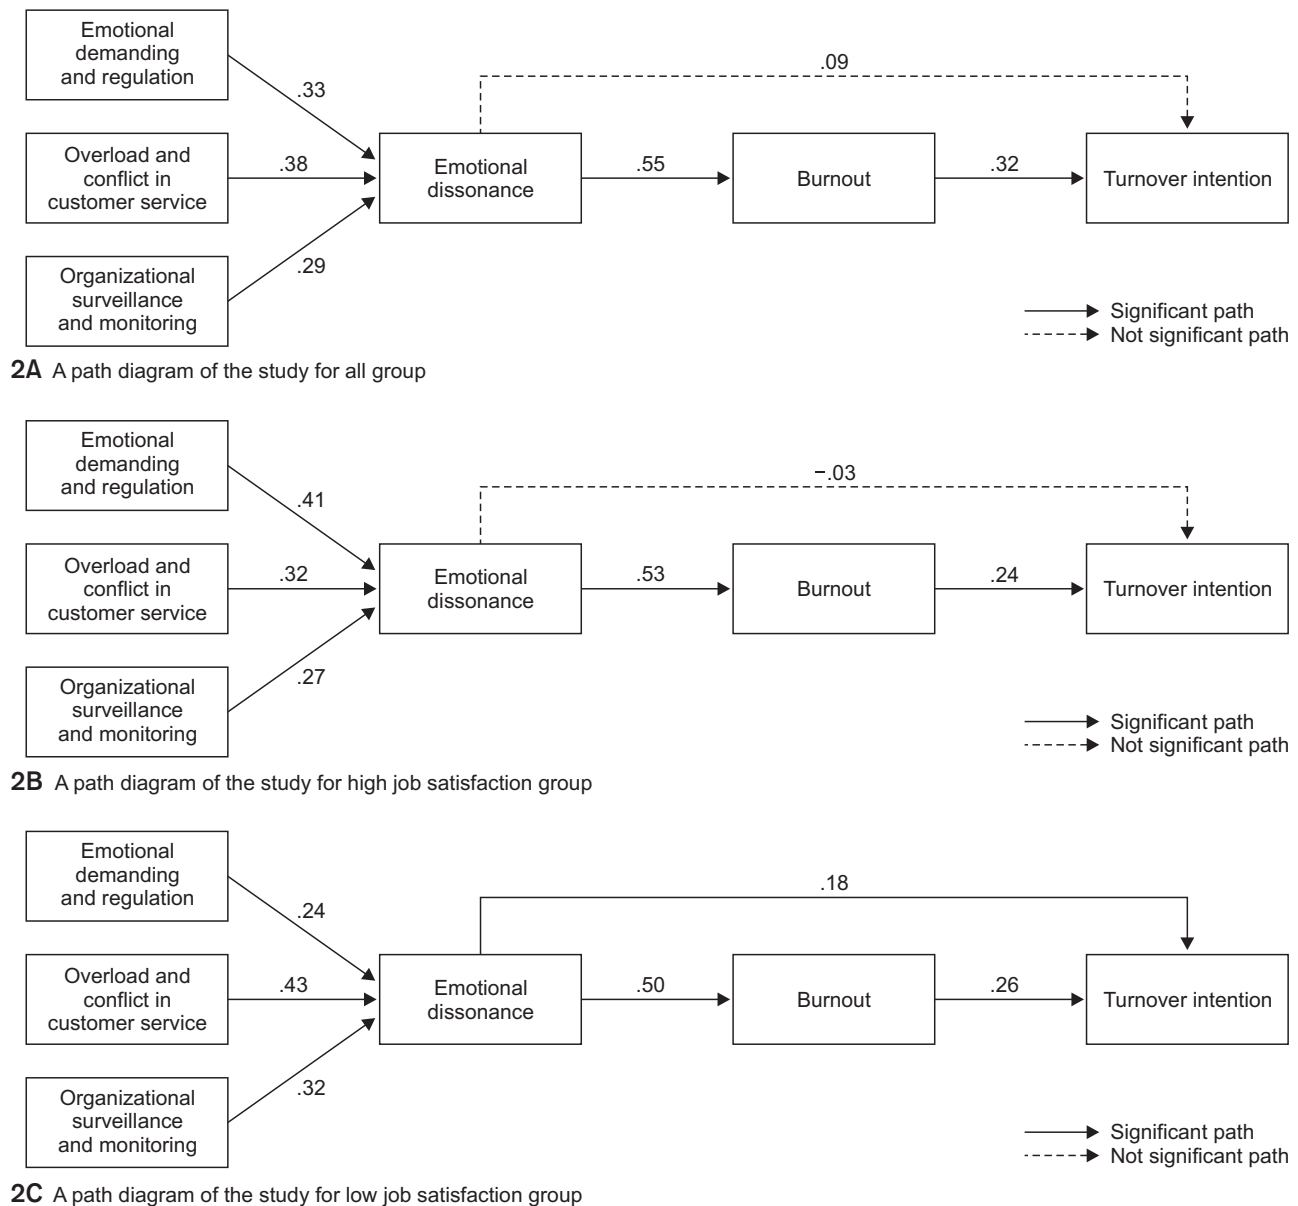 Emotional
demanding
and regulation
.33
.09
Overload and
conflict in
customer service
.38
Emotional
dissonance
.55
Burnout
.32
Turnover intention
.29
Organizational
surveillance
and monitoring
Significant path
Not significant path
2A A path diagram of the study for all group
Emotional
demanding
and regulation
.41
−.03
Overload and
conflict in
customer service
.32
Emotional
dissonance
.53
Burnout
.24
Turnover intention
.27
Organizational
surveillance
and monitoring
Significant path
Not significant path
2B A path diagram of the study for high job satisfaction group
Emotional
demanding
and regulation
.24
.18
Overload and
conflict in
customer service
.43
Emotional
dissonance
.50
Burnout
.26
Turnover intention
.32
Organizational
surveillance
and monitoring
Significant path
Not significant path
2C A path diagram of the study for low job satisfaction group